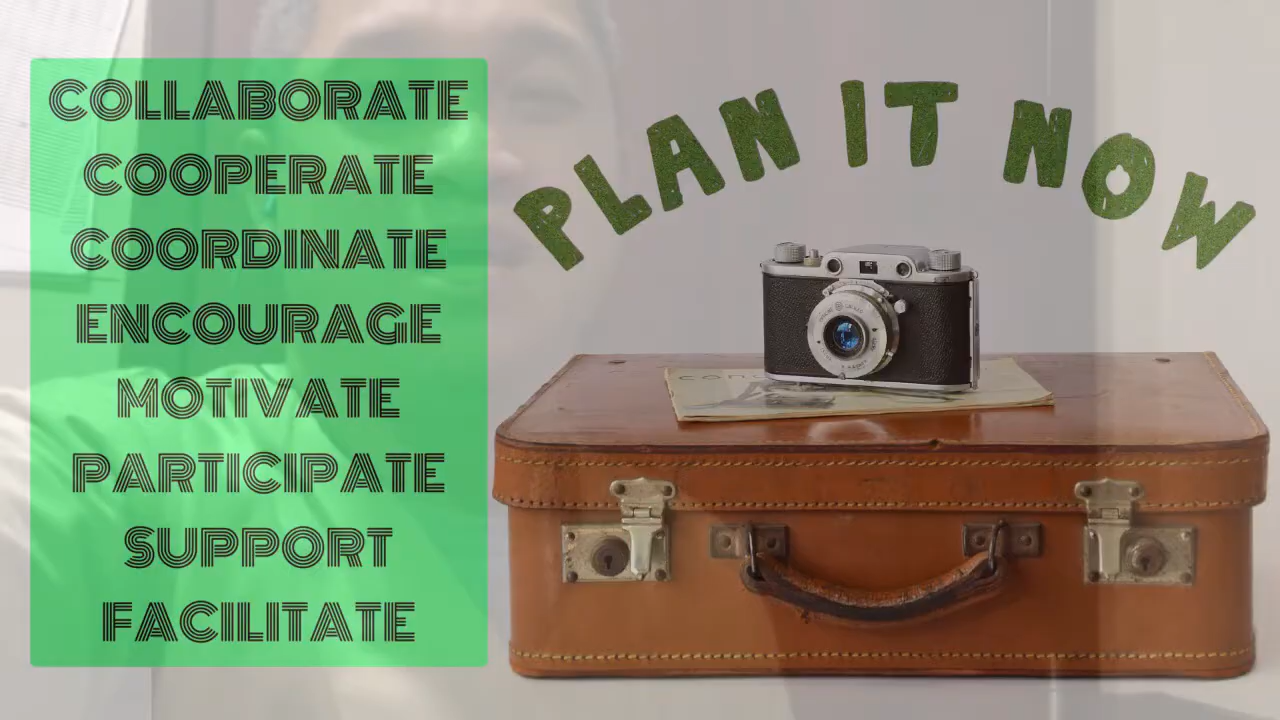 COLLABORATE
COOPERATE
COORDINATE
ENCOURAGE
MOTIVATE
PARTICIPATE
SUPPORT
FACILITATE
PLAN IT NOW